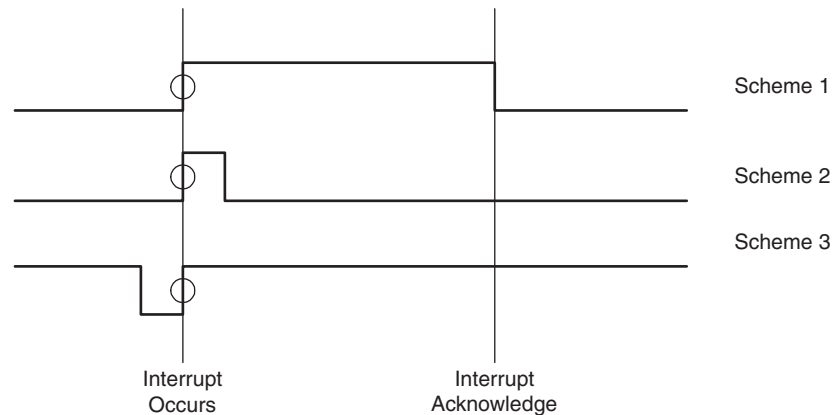 Scheme 1
Scheme 2
Scheme 3
Interrupt
Occurs
Interrupt
Acknowledge